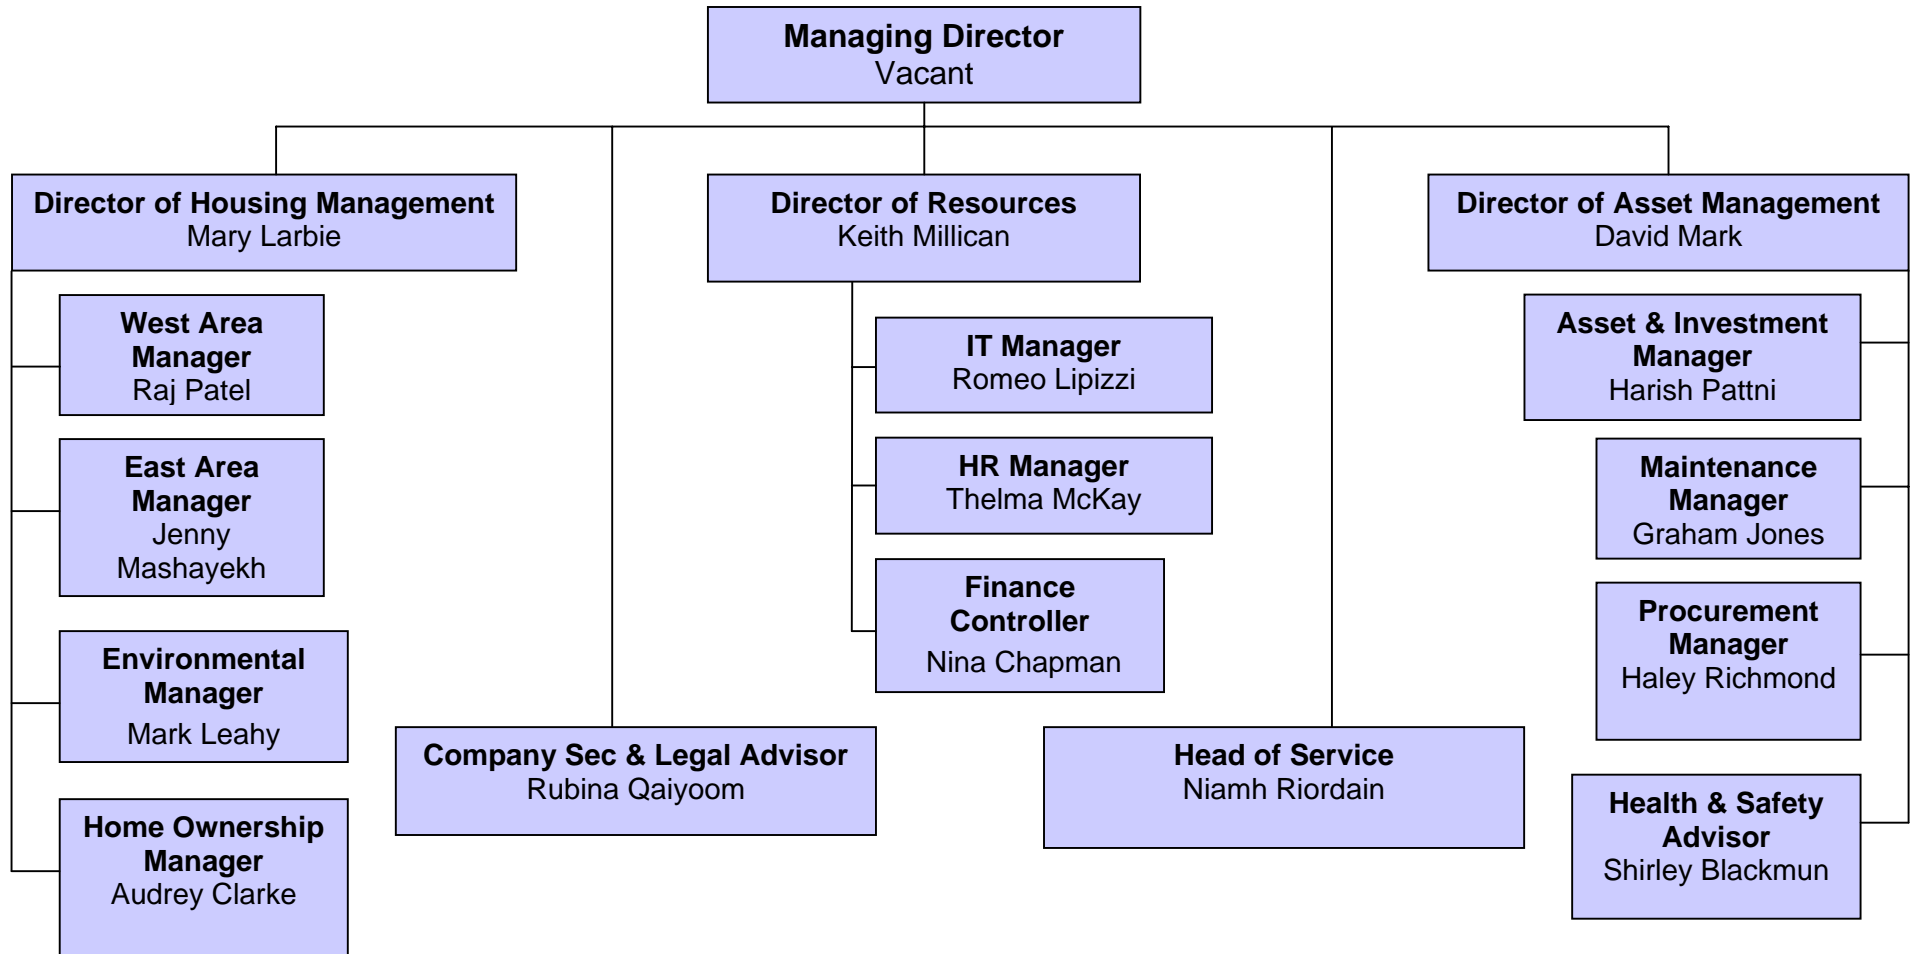 Managing Director
Vacant
Director of Housing Management
Mary Larbie
Director of Resources
Keith Millican
Director of Asset Management
David Mark
West Area
Manager
Raj Patel
East Area
Manager
Jenny
Mashayekh
Environmental
Manager
Mark Leahy
Home Ownership
Manager
Audrey Clarke
Company Sec & Legal Advisor
Rubina Qaiyoom
IT Manager
Romeo Lipizzi
HR Manager
Thelma McKay
Finance
Controller
Nina Chapman
Head of Service
Niamh Riordain
Asset & Investment
Manager
Harish Pattni
Maintenance
Manager
Graham Jones
Procurement
Manager
Haley Richmond
Health & Safety
Advisor
Shirley Blackmun